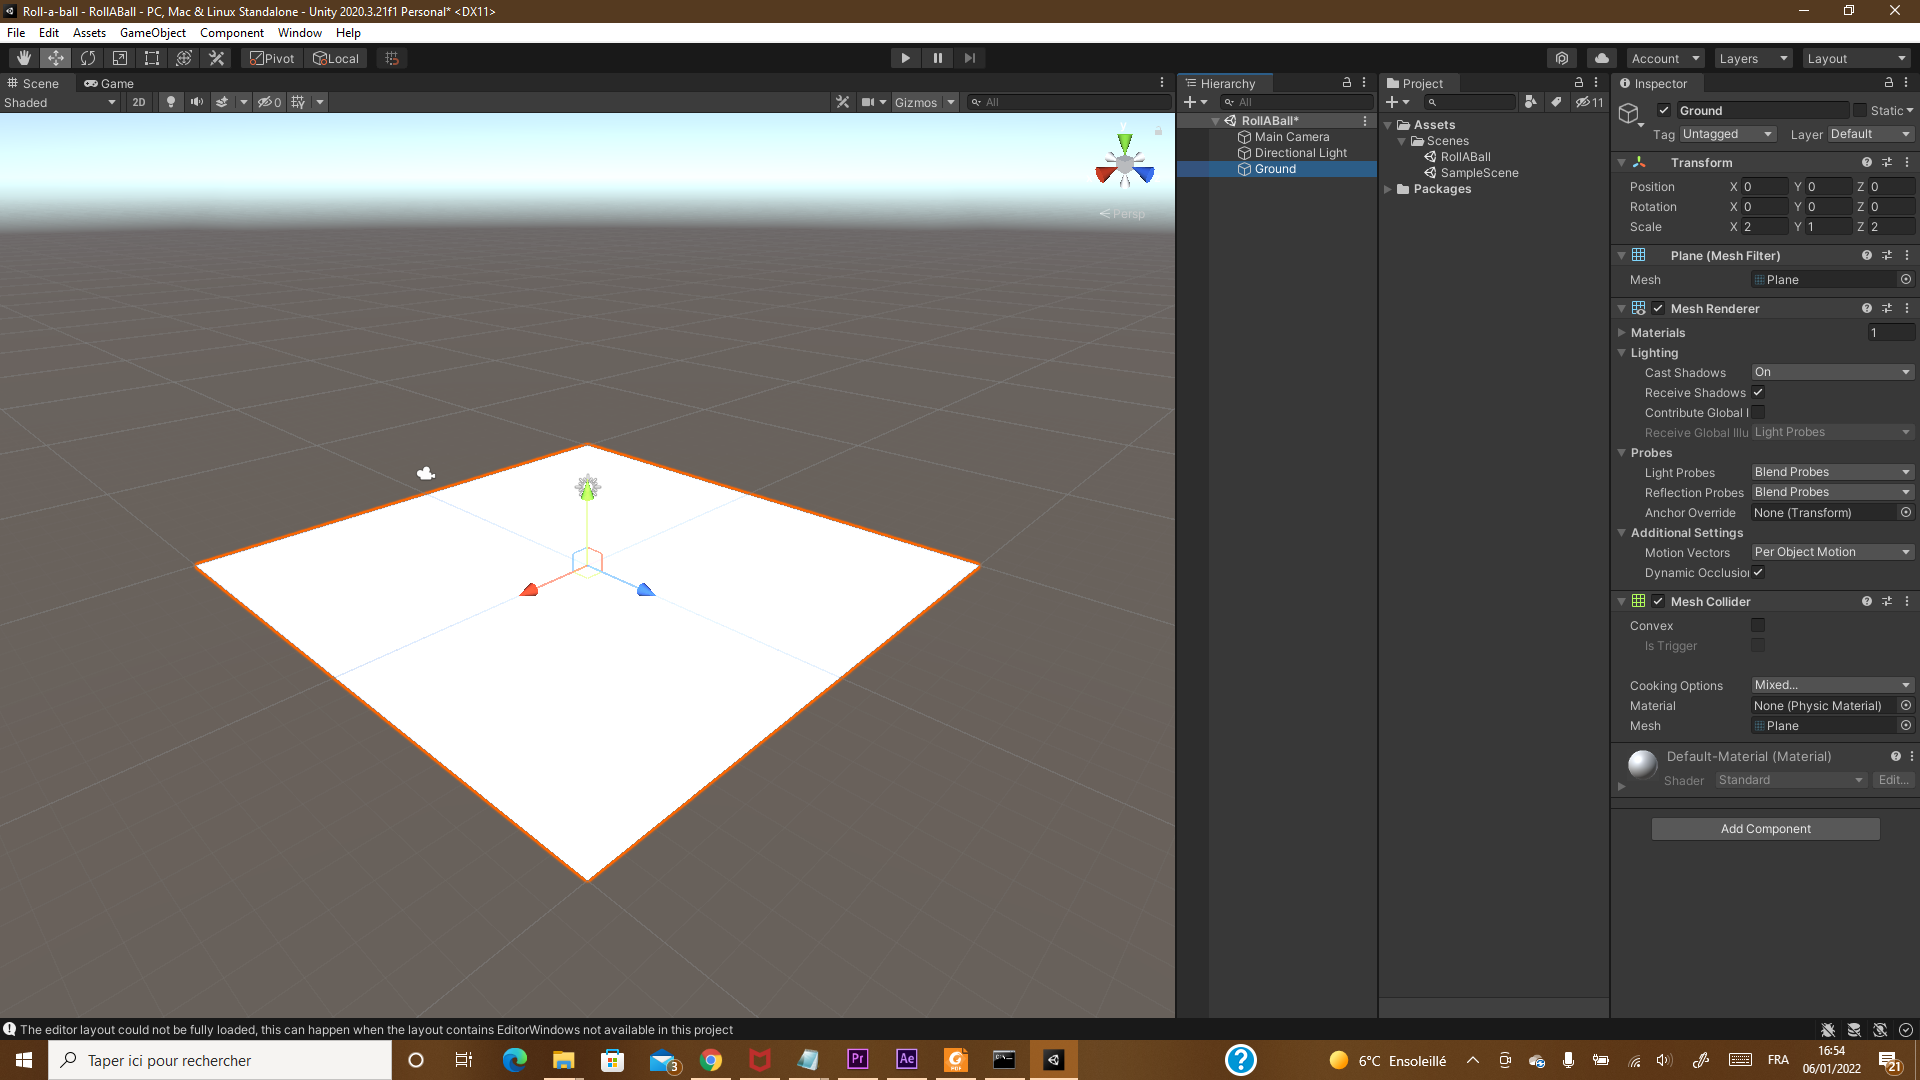 Roll-a-ball - RollABall - PC, Mac & Linux Standalone - Unity 2020.3.21f1 Personal* <DX11>
File Edit Assets GameObject Component Window Help
Pivot Local Account Layers Layout
Scene Game
Shaded 2D 0 Gizmos All
Persp
Hierarchy
All
RollABall*
Main Camera
Directional Light
Ground
Project
11
Assets
Scenes
RollABall
SampleScene
Packages
Inspector
Ground Static
Tag Untagged Layer Default
Transform
Position X 0 Y 0 Z 0
Rotation X 0 Y 0 Z 0
Scale X 2 Y 1 Z 2
Plane (Mesh Filter)
Mesh Plane
Mesh Renderer
Materials 1
Lighting
Cast Shadows On
Receive Shadows
Contribute Global I
Receive Global Illu Light Probes
Probes
Light Probes Blend Probes
Reflection Probes Blend Probes
Anchor Override None (Transform)
Additional Settings
Motion Vectors Per Object Motion
Dynamic Occlusion
Mesh Collider
Convex
Is Trigger
Cooking Options Mixed...
Material None (Physic Material)
Mesh Plane
Default-Material (Material)
Shader Standard Edit...
Add Component
The editor layout could not be fully loaded, this can happen when the layout contains EditorWindows not available in this project
Taper ici pour rechercher
3
Pr
Ae
6°C Ensoleillé
FRA
16:54
06/01/2022
21